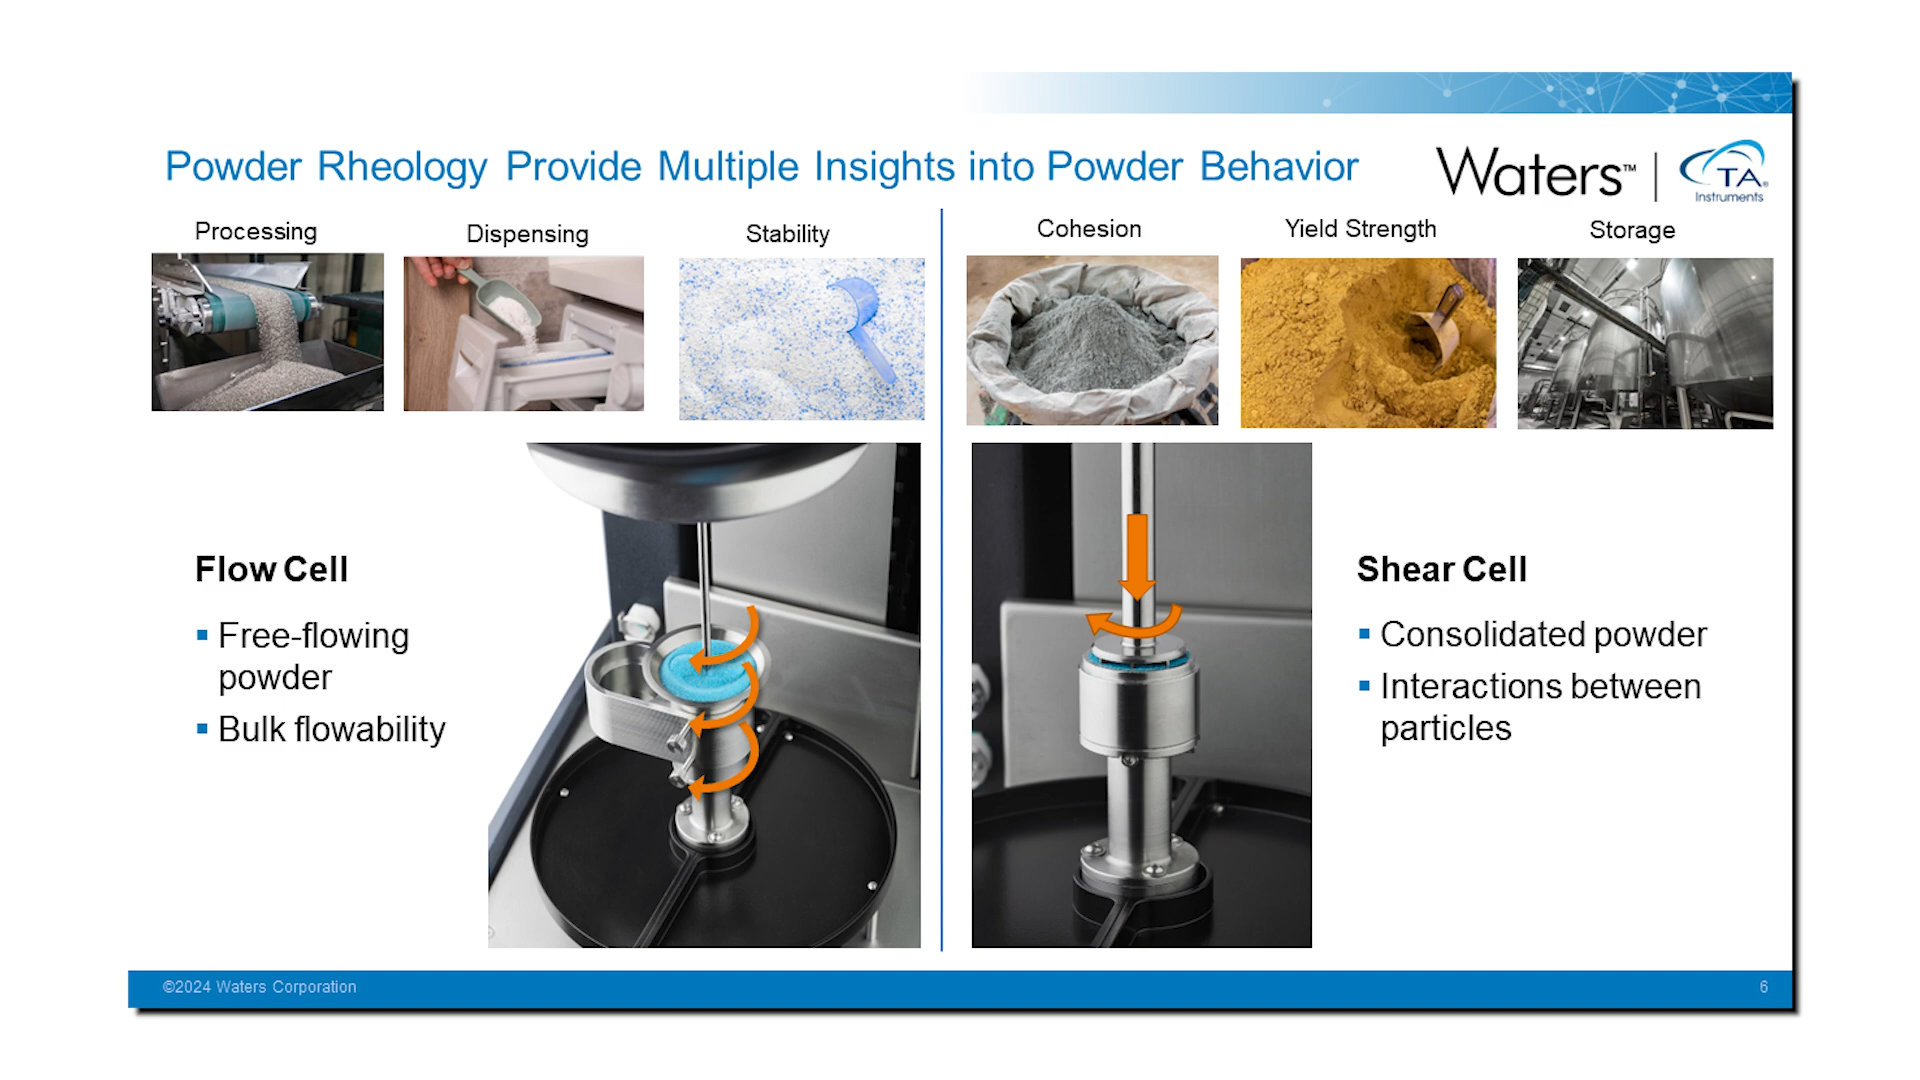 Powder Rheology Provide Multiple Insights into Powder Behavior
Waters™
TA®
Instruments
Processing
Dispensing
Stability
Cohesion
Yield Strength
Storage
Flow Cell
Free-flowing
powder
Bulk flowability
Shear Cell
Consolidated powder
Interactions between
particles
©2024 Waters Corporation
6